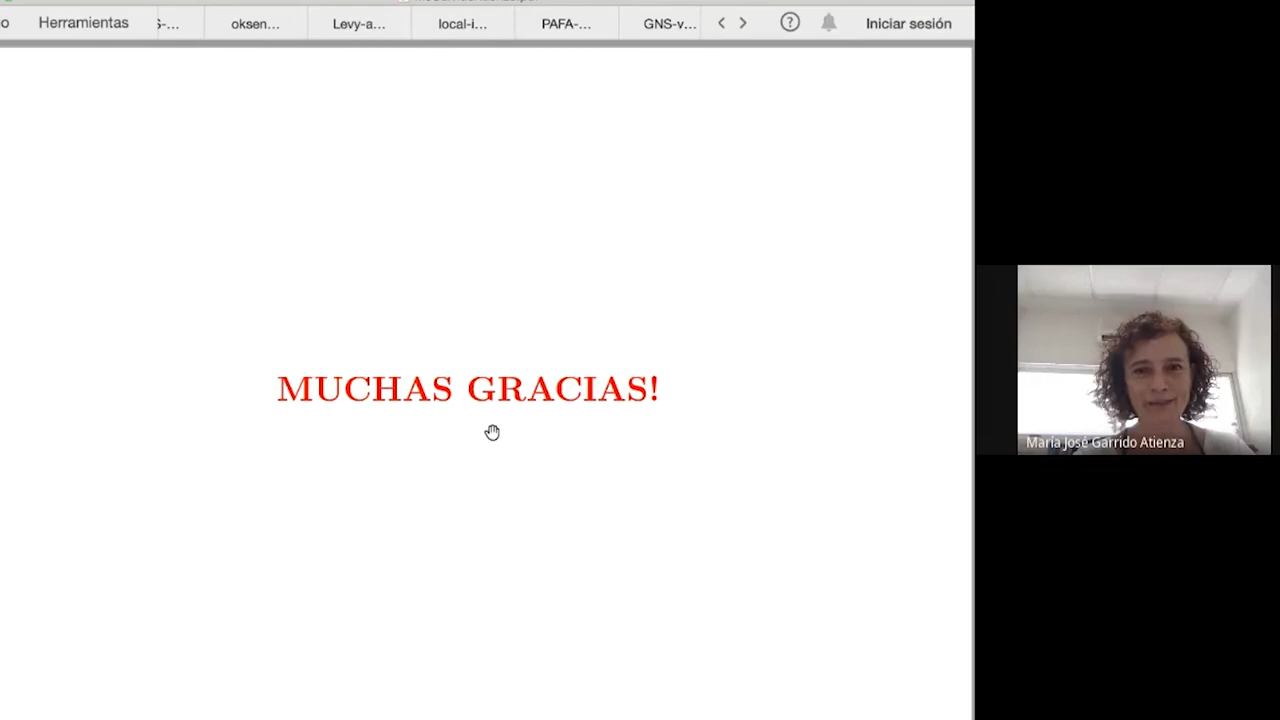 Herramientas
oksen...
Levy-a...
local-i...
PAFA-...
GNS-v...
Iniciar sesión
MUCHAS GRACIAS!
María José Garrido Atienza